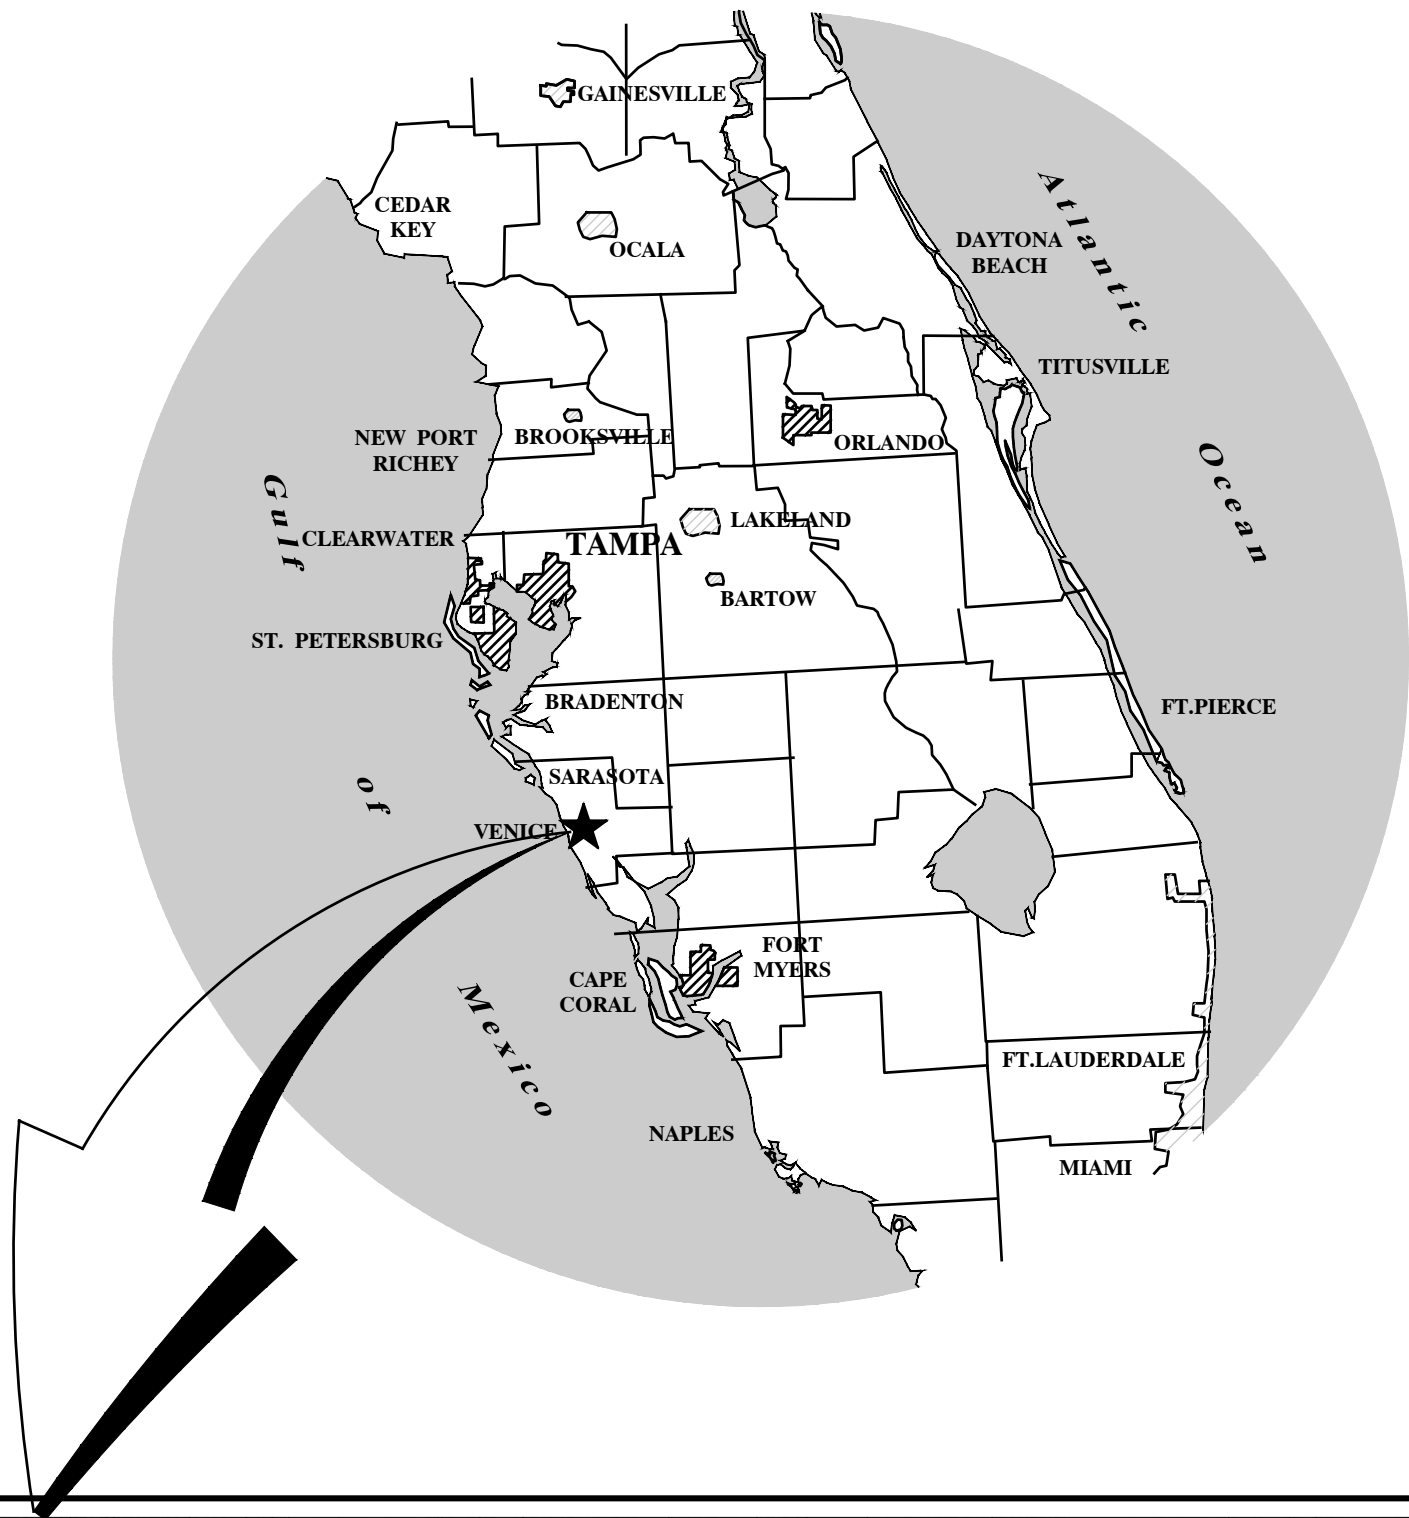 GAINESVILLE
CEDAR
KEY
OCALA
Atlantic
DAYTONA
BEACH
TITUSVILLE
NEW PORT
RICHEY
BROOKSVILLE
ORLANDO
Ocean
Gulf
CLEARWATER
TAMPA
LAKELAND
BARTOW
ST. PETERSBURG
BRADENTON
FT.PIERCE
SARASOTA
of
VENICE
FORT
MYERS
CAPE
CORAL
Mexico
FT.LAUDERDALE
NAPLES
MIAMI